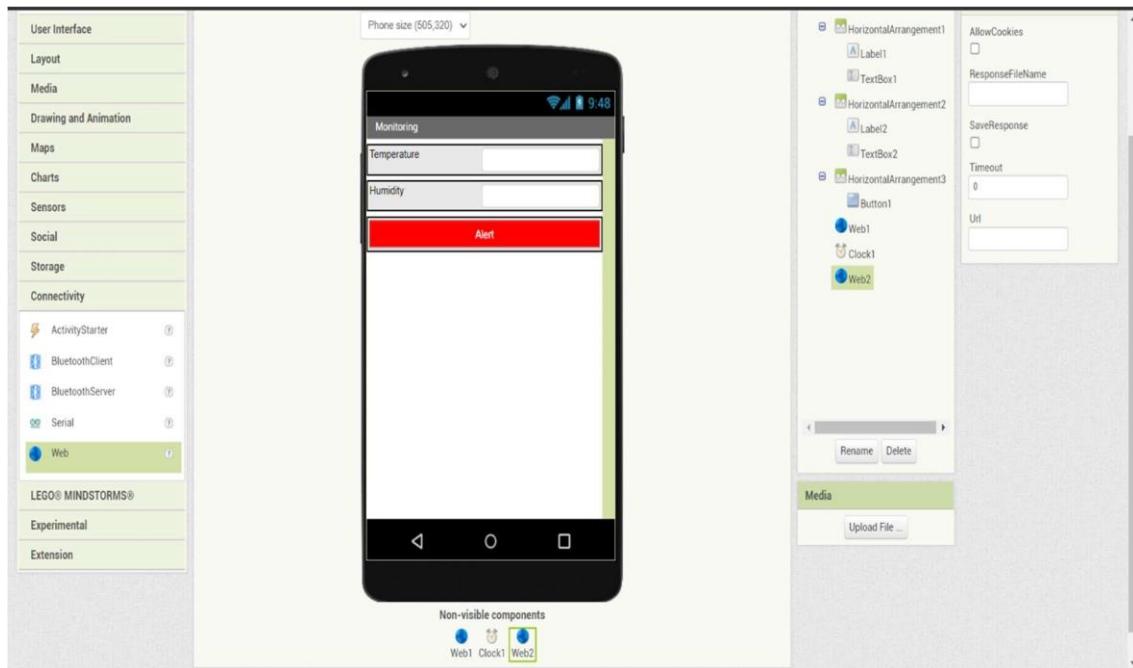 User Interface
Layout
Media
Drawing and Animation
Maps
Charts
Sensors
Social
Storage
Connectivity
ActivityStarter
BluetoothClient
BluetoothServer
Serial
Web
LEGO® MINDSTORMS®
Experimental
Extension
Phone size (505,320)
9:48
Monitoring
Temperature
Humidity
Alert
Non-visible components
Web1 Clock1 Web2
HorizontalArrangement1
Label1
TextBox1
HorizontalArrangement2
Label2
TextBox2
HorizontalArrangement3
Button1
Web1
Clock1
Web2
Rename Delete
Media
Upload File ...
AllowCookies
ResponseFileName
SaveResponse
Timeout
0
Url